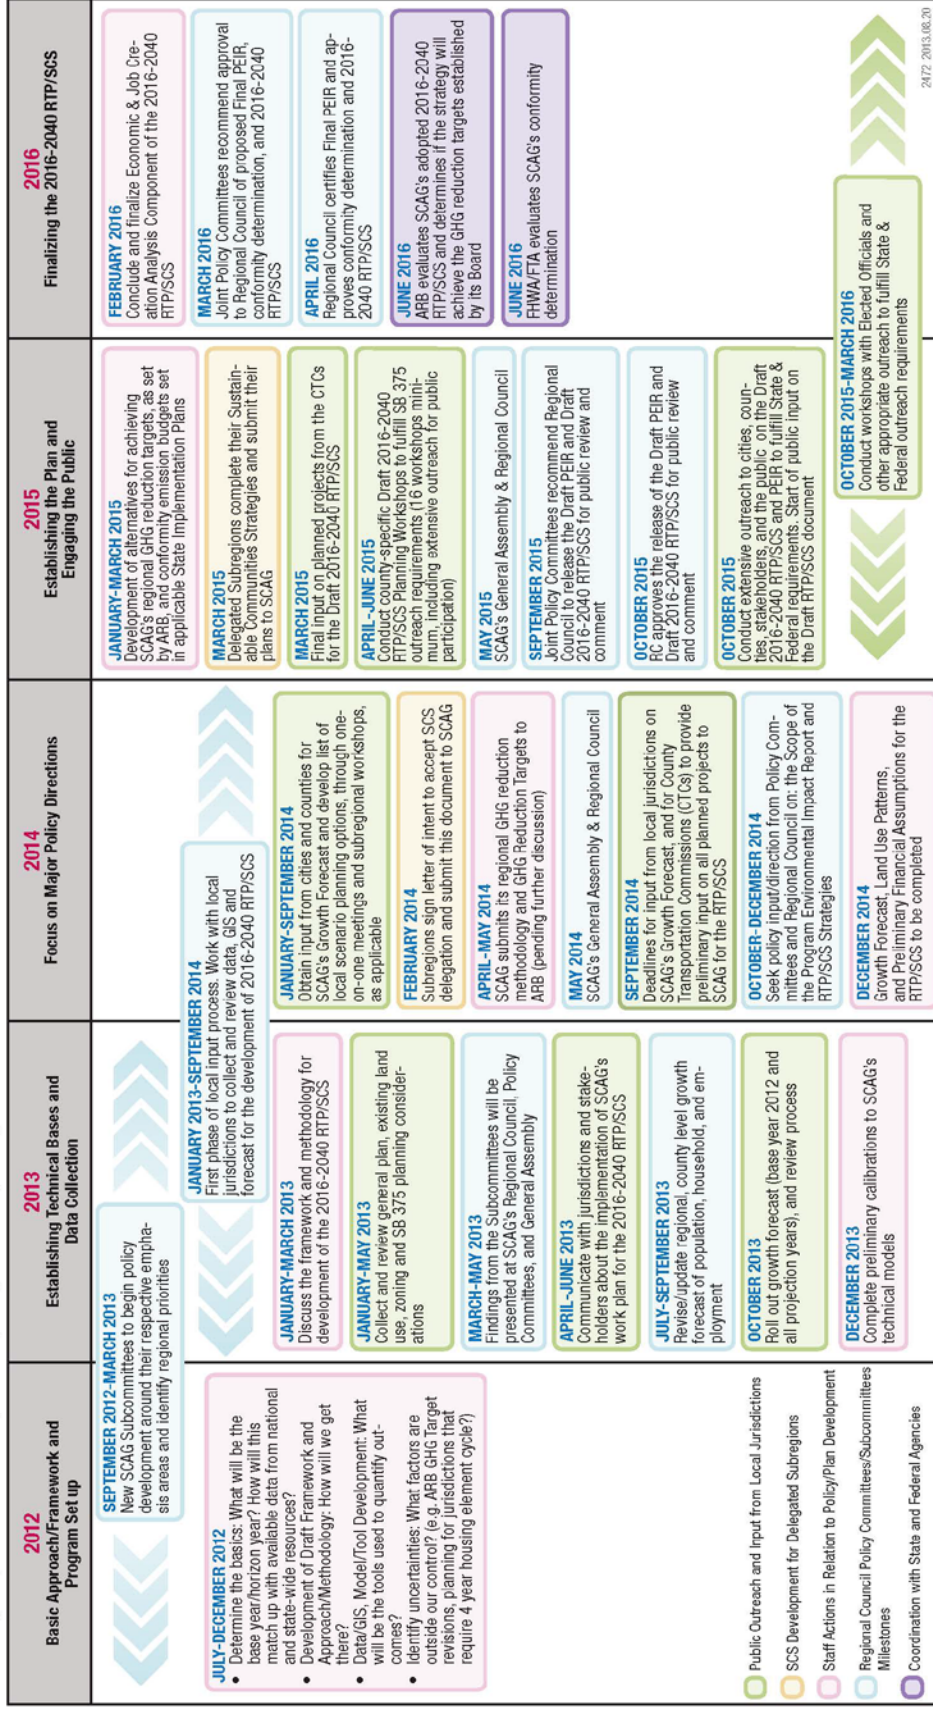 2012
Basic Approach/Framework and
Program Set up
2013
Establishing Technical Bases and
Data Collection
2014
Focus on Major Policy Directions
2015
Establishing the Plan and
Engaging the Public
2016
Finalizing the 2016-2040 RTP/SCS
SEPTEMBER 2012-MARCH 2013
New SCAG Subcommittees to begin policy
development around their respective empha-
sis areas and identify regional priorities
JULY-DECEMBER 2012
• Determine the basics: What will be the
base year/horizon year? How will this
match up with available data from national
and state-wide resources?
• Development of Draft Framework and
Approach/Methodology: How will we get
there?
• Data/GIS, Model/Tool Development: What
will be the tools used to quantify out-
comes?
• Identify uncertainties: What factors are
outside our control? (e.g. ARB GHG Target
revisions, planning for jurisdictions that
require 4 year housing element cycle?)
JANUARY 2013-SEPTEMBER 2014
First phase of local input process. Work with local
jurisdictions to collect and review data, GIS and
forecast for the development of 2016-2040 RTP/SCS
JANUARY-MARCH 2013
Discuss the framework and methodology for
development of the 2016-2040 RTP/SCS
JANUARY-MAY 2013
Collect and review general plan, existing land
use, zoning and SB 375 planning consider-
ations
MARCH-MAY 2013
Findings from the Subcommittees will be
presented at SCAG's Regional Council, Policy
Committees, and General Assembly
APRIL-JUNE 2013
Communicate with jurisdictions and stake-
holders about the implementation of SCAG's
work plan for the 2016-2040 RTP/SCS
JULY-SEPTEMBER 2013
Revise/update regional, county level growth
forecast of population, household, and em-
ployment
OCTOBER 2013
Roll out growth forecast (base year 2012 and
all projection years), and review process
DECEMBER 2013
Complete preliminary calibrations to SCAG's
technical models
JANUARY-SEPTEMBER 2014
Obtain input from cities and counties for
SCAG's Growth Forecast and develop list of
local scenario planning options, through one-
on-one meetings and subregional workshops,
as applicable
FEBRUARY 2014
Subregions sign letter of intent to accept SCS
delegation and submit this document to SCAG
APRIL-MAY 2014
SCAG submits its regional GHG reduction
methodology and GHG Reduction Targets to
ARB (pending further discussion)
MAY 2014
SCAG's General Assembly & Regional Council
SEPTEMBER 2014
Deadlines for input from local jurisdictions on
SCAG's Growth Forecast, and for County
Transportation Commissions (CTCs) to provide
preliminary input on all planned projects to
SCAG for the RTP/SCS
OCTOBER-DECEMBER 2014
Seek policy input/direction from Policy Com-
mittees and Regional Council on: the Scope of
the Program Environmental Impact Report and
RTP/SCS Strategies
DECEMBER 2014
Growth Forecast, Land Use Patterns,
and Preliminary Financial Assumptions for the
RTP/SCS to be completed
JANUARY-MARCH 2015
Development of alternatives for achieving
SCAG's regional GHG reduction targets, as set
by ARB, and conformity emission budgets set
in applicable State Implementation Plans
MARCH 2015
Delegated Subregions complete their Sustain-
able Communities Strategies and submit their
plans to SCAG
MARCH 2015
Final input on planned projects from the CTCs
for the Draft 2016-2040 RTP/SCS
APRIL-JUNE 2015
Conduct county-specific Draft 2016-2040
RTP/SCS Planning Workshops to fulfill SB 375
outreach requirements (16 workshops mini-
mum, including extensive outreach for public
participation)
MAY 2015
SCAG's General Assembly & Regional Council
SEPTEMBER 2015
Joint Policy Committees recommend Regional
Council to release the Draft PEIR and Draft
2016-2040 RTP/SCS for public review and
comment
OCTOBER 2015
RC approves the release of the Draft PEIR and
Draft 2016-2040 RTP/SCS for public review
and comment
OCTOBER 2015
Conduct extensive outreach to cities, coun-
ties, stakeholders, and the public on the Draft
2016-2040 RTP/SCS and PEIR to fulfill State &
Federal requirements. Start of public input on
the Draft RTP/SCS document
OCTOBER 2015-MARCH 2016
Conduct workshops with Elected Officials and
other appropriate outreach to fulfill State &
Federal outreach requirements
FEBRUARY 2016
Conclude and finalize Economic & Job Cre-
ation Analysis Component of the 2016-2040
RTP/SCS
MARCH 2016
Joint Policy Committees recommend approval
to Regional Council of proposed Final PEIR,
conformity determination, and 2016-2040
RTP/SCS
APRIL 2016
Regional Council certifies Final PEIR and ap-
proves conformity determination and 2016-
2040 RTP/SCS
JUNE 2016
ARB evaluates SCAG's adopted 2016-2040
RTP/SCS and determines if the strategy will
achieve the GHG reduction targets established
by its Board
JUNE 2016
FHWA/FTA evaluates SCAG's conformity
determination
Public Outreach and Input from Local Jurisdictions
SCS Development for Delegated Subregions
Staff Actions in Relation to Policy/Plan Development
Regional Council Policy Committees/Subcommittees
Milestones
Coordination with State and Federal Agencies
2472 2013.08.20